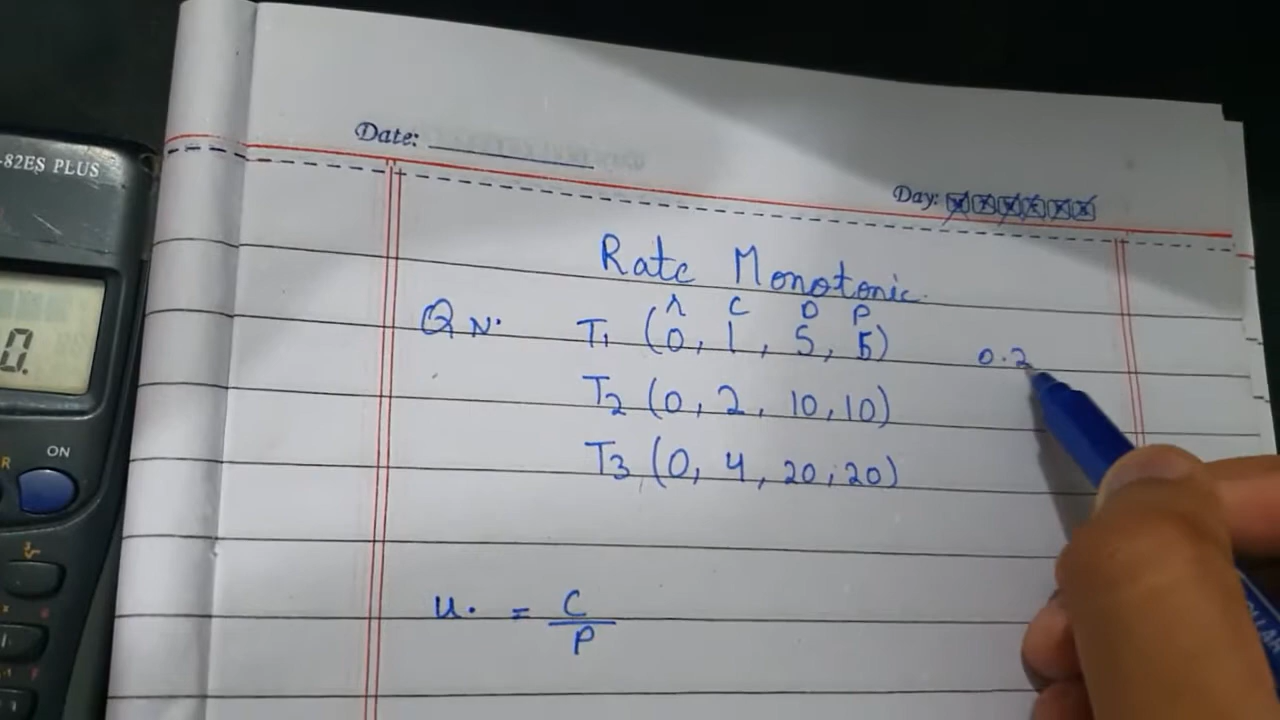 -82ES PLUS
Date:
Day:
Rate Monotonic.
r C D P
Q N. T1 (0, 1, 5, 5) 0.2
T2 (0, 2, 10, 10)
T3 (0, 4, 20, 20)
0.
ON
R
u. = C
P